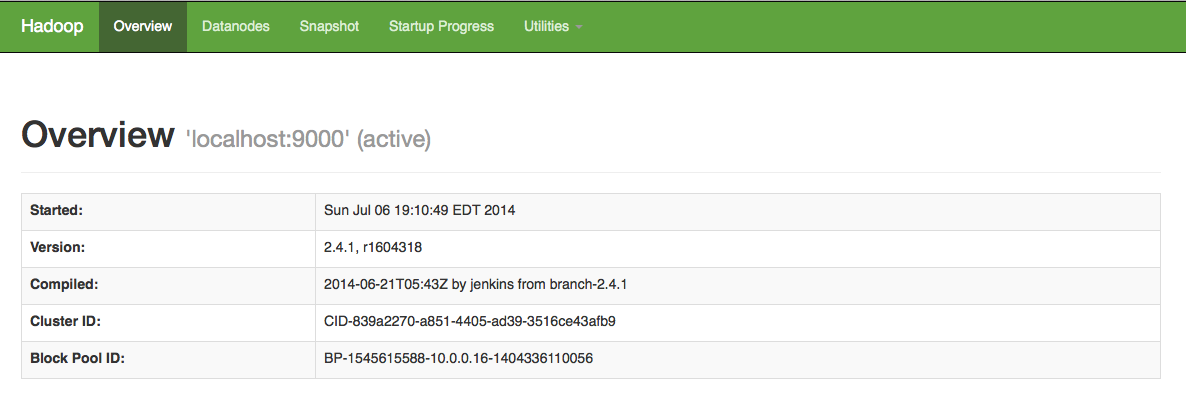 Hadoop Overview Datanodes Snapshot Startup Progress Utilities
Overview 'localhost:9000' (active)
Started: Sun Jul 06 19:10:49 EDT 2014
Version: 2.4.1, r1604318
Compiled: 2014-06-21T05:43Z by jenkins from branch-2.4.1
Cluster ID: CID-839a2270-a851-4405-ad39-3516ce43afb9
Block Pool ID: BP-1545615588-10.0.0.16-1404336110056